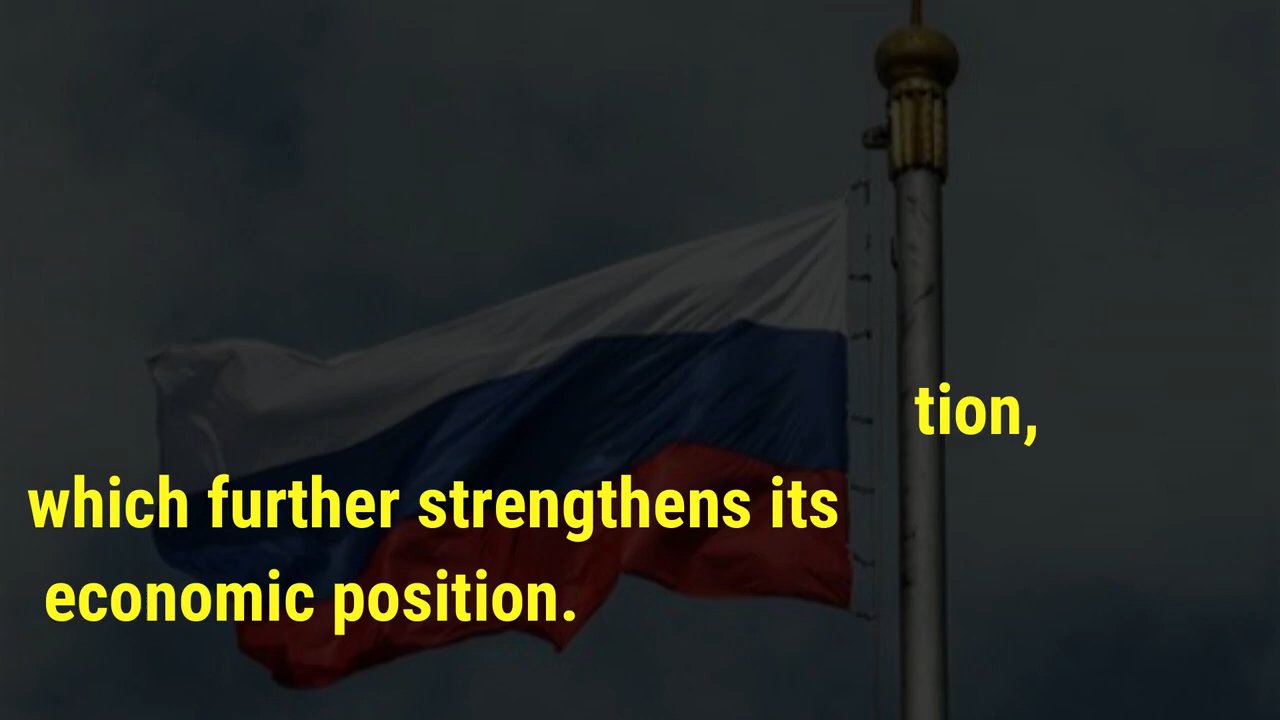 tion,
which further strengthens its
economic position.